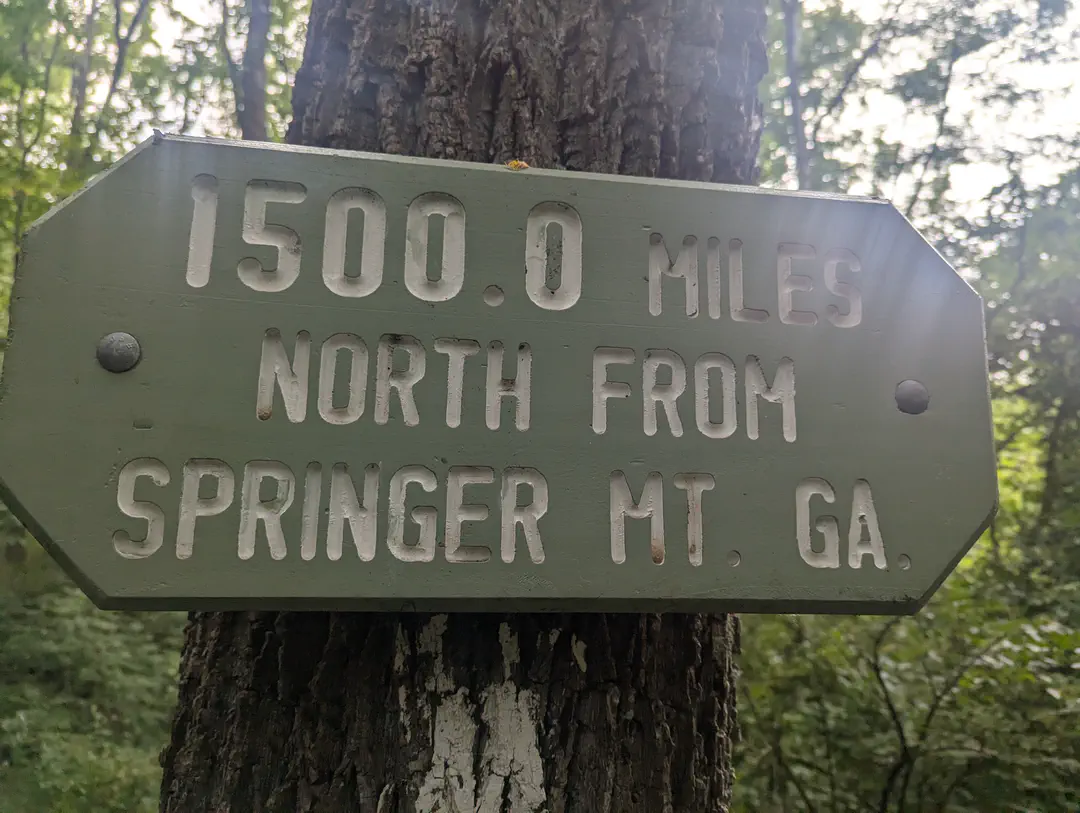 1500.0 MILES
NORTH FROM
SPRINGER MT. GA.